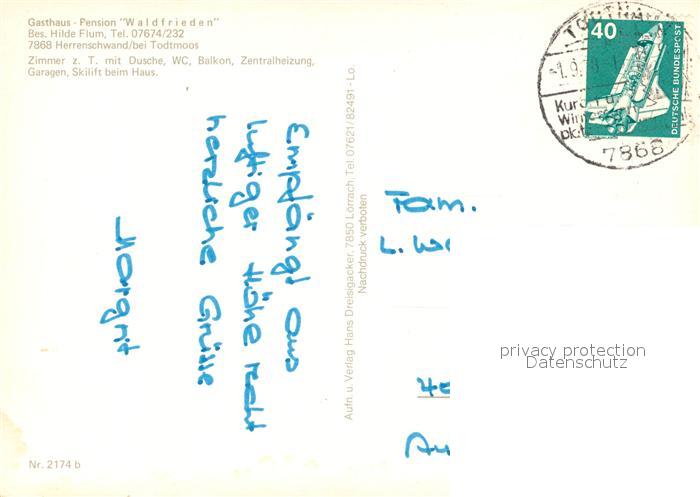 Gasthaus - Pension "Waldfrieden"
Bes. Hilde Flum, Tel. 07674/232
7868 Herrenschwand/bei Todtmoos
Zimmer z. T. mit Dusche, WC, Balkon, Zentralheizung,
Garagen, Skilift beim Haus.
Empfangt aus
luftiger Höhe recht
herzliche Grüsse
Margrit
Nr. 2174 b
Aufn. u. Verlag Hans Dreisigacker, 7850 Lörrach, Tel. 07621/82491 - Lo.
Nachdruck verboten
40
DEUTSCHE BUNDESPOST
7868
Fam.
L.
privacy protection
Datenschutz